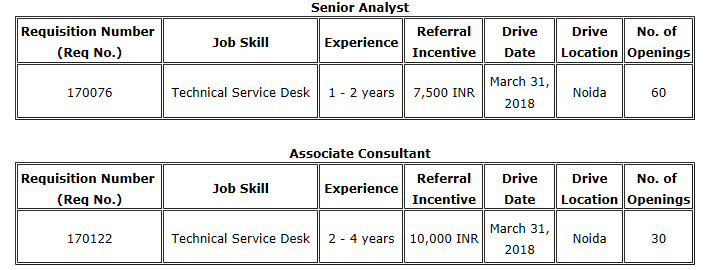 Senior Analyst
Requisition Number (Req No.) Job Skill Experience Referral Incentive Drive Date Drive Location No. of Openings
170076 Technical Service Desk 1 - 2 years 7,500 INR March 31, 2018 Noida 60
Associate Consultant
Requisition Number (Req No.) Job Skill Experience Referral Incentive Drive Date Drive Location No. of Openings
170122 Technical Service Desk 2 - 4 years 10,000 INR March 31, 2018 Noida 30